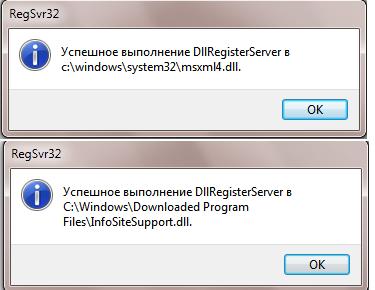 RegSvr32
Успешное выполнение DllRegisterServer в
c:\windows\system32\msxml4.dll.
OK
RegSvr32
Успешное выполнение DllRegisterServer в
C:\Windows\Downloaded Program
Files\InfoSiteSupport.dll.
OK